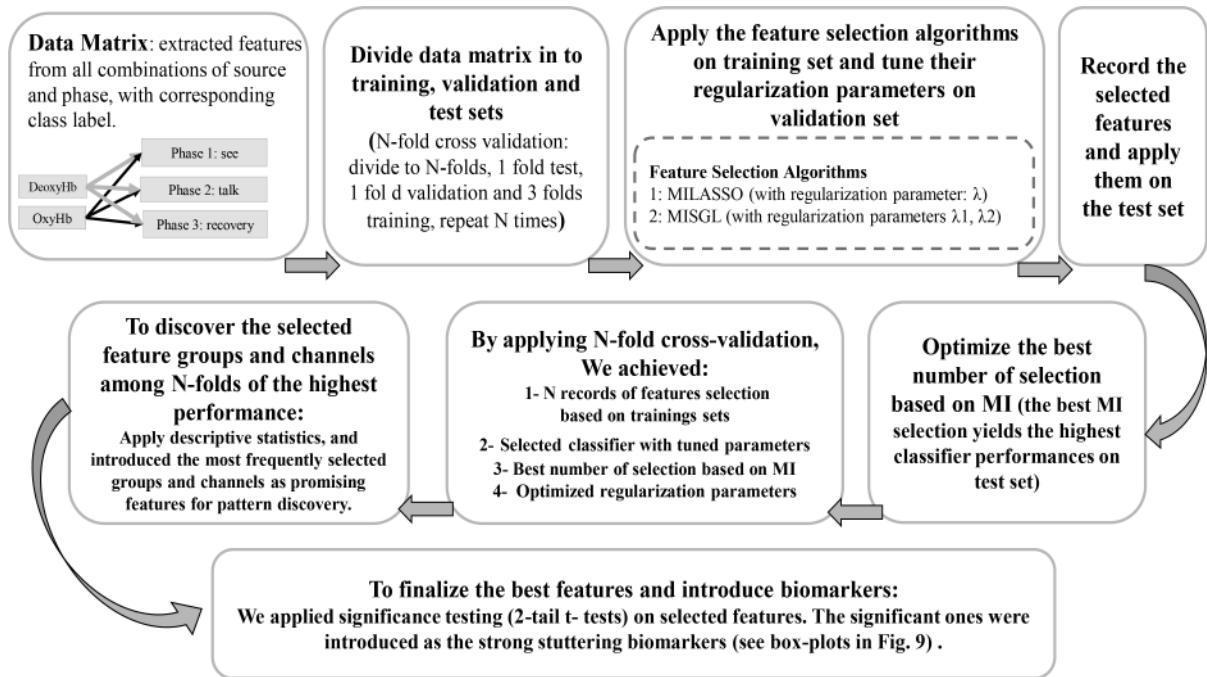 Data Matrix: extracted features
from all combinations of source
and phase, with corresponding
class label.
DeoxyHb
OxyHb
Phase 1: see
Phase 2: talk
Phase 3: recovery
Divide data matrix in to
training, validation and
test sets
(N-fold cross validation:
divide to N-folds, 1 fold test,
1 fol d validation and 3 folds
training, repeat N times)
Apply the feature selection algorithms
on training set and tune their
regularization parameters on
validation set
Feature Selection Algorithms
1: MILASSO (with regularization parameter: λ)
2: MISGL (with regularization parameters λ1, λ2)
Record the
selected
features
and apply
them on
the test set
Optimize the best
number of selection
based on MI (the best MI
selection yields the highest
classifier performances on
test set)
By applying N-fold cross-validation,
We achieved:
1- N records of features selection
based on trainings sets
2- Selected classifier with tuned parameters
3- Best number of selection based on MI
4- Optimized regularization parameters
To discover the selected
feature groups and channels
among N-folds of the highest
performance:
Apply descriptive statistics, and
introduced the most frequently selected
groups and channels as promising
features for pattern discovery.
To finalize the best features and introduce biomarkers:
We applied significance testing (2-tail t- tests) on selected features. The significant ones were
introduced as the strong stuttering biomarkers (see box-plots in Fig. 9) .